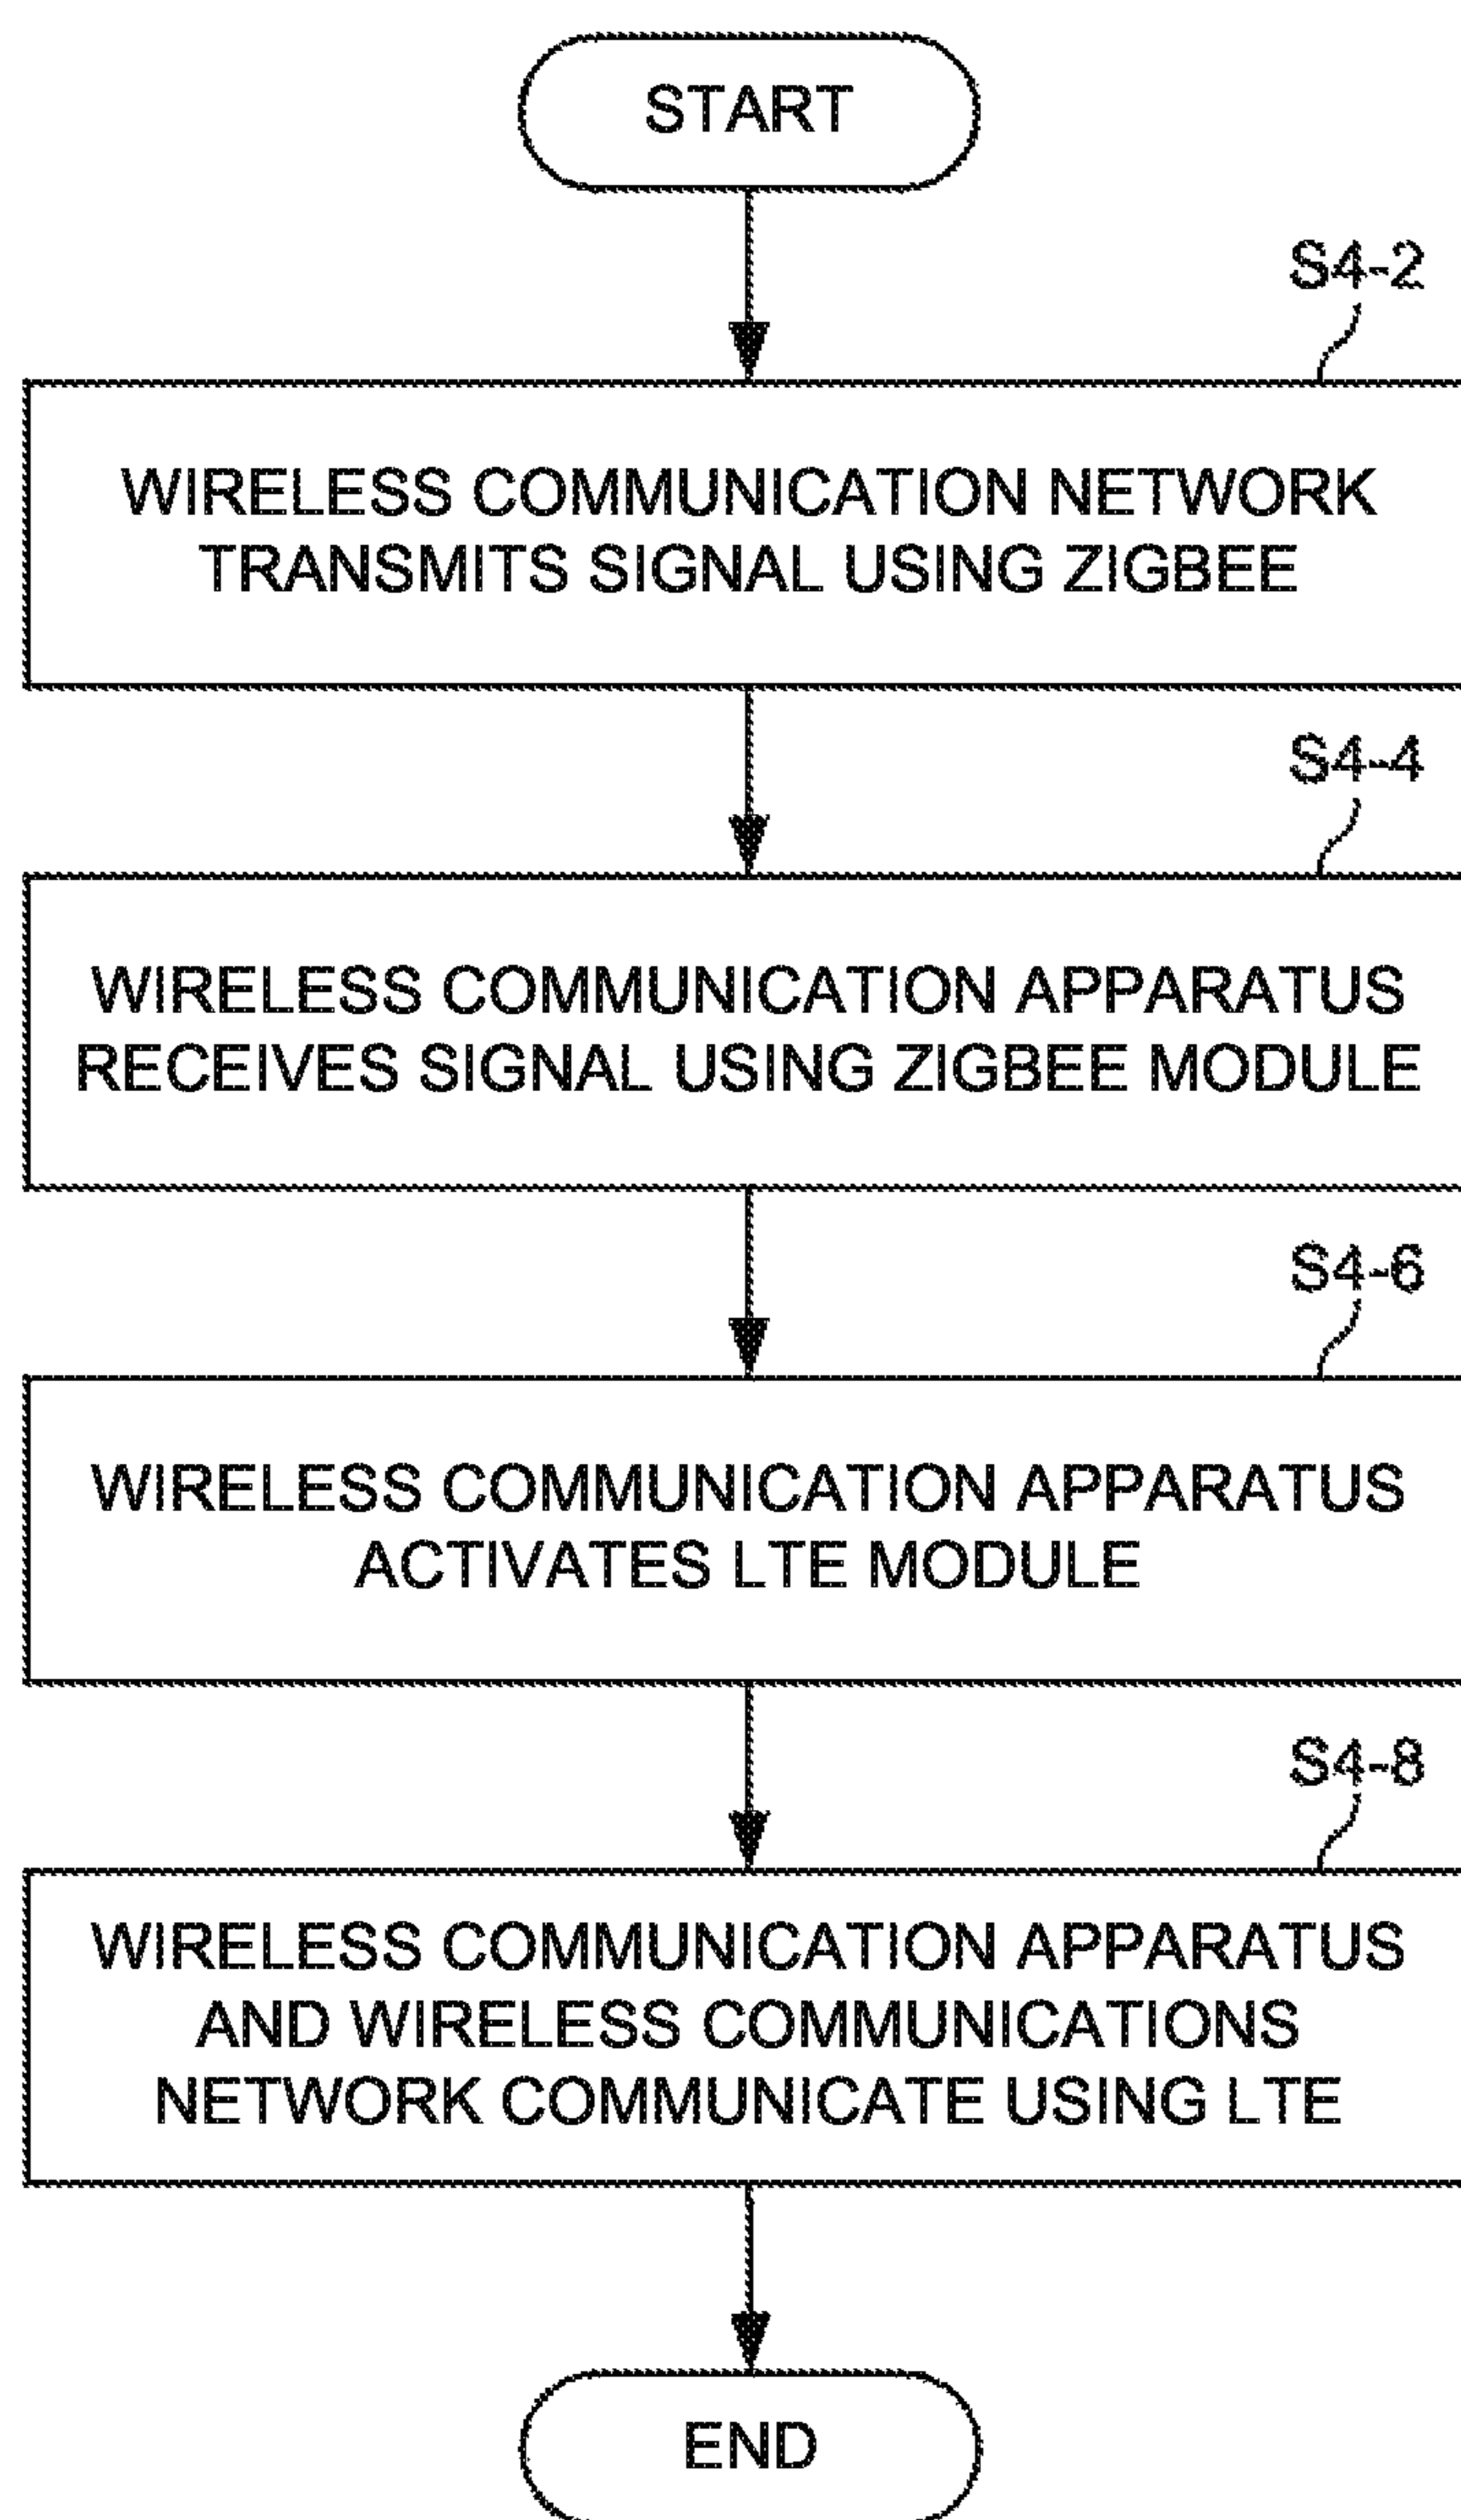 START
S4-2
WIRELESS COMMUNICATION NETWORK
TRANSMITS SIGNAL USING ZIGBEE
S4-4
WIRELESS COMMUNICATION APPARATUS
RECEIVES SIGNAL USING ZIGBEE MODULE
S4-6
WIRELESS COMMUNICATION APPARATUS
ACTIVATES LTE MODULE
S4-8
WIRELESS COMMUNICATION APPARATUS
AND WIRELESS COMMUNICATIONS
NETWORK COMMUNICATE USING LTE
END